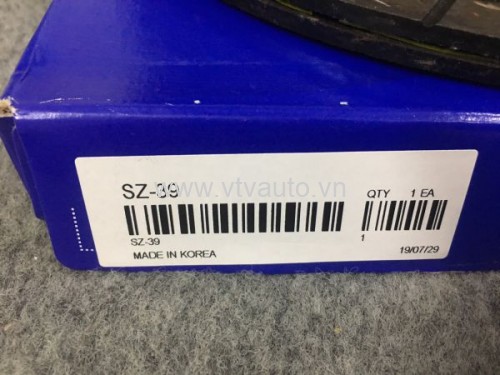 SZ-39
www.vtvauto.vn
QTY 1 EA
SZ-39
1
MADE IN KOREA
19/07/29